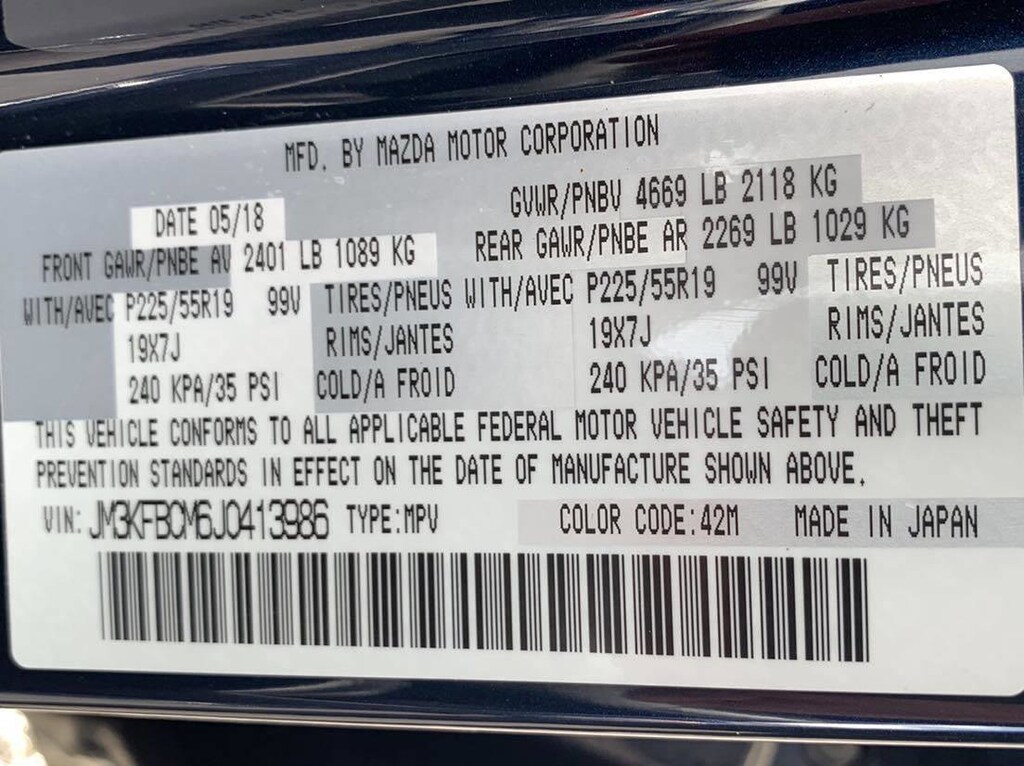 MFD. BY MAZDA MOTOR CORPORATION
DATE 05/18 GVWR/PNBV 4669 LB 2118 KG
FRONT GAWR/PNBE AV 2401 LB 1089 KG REAR GAWR/PNBE AR 2269 LB 1029 KG
WITH/AVEC P225/55R19 99V TIRES/PNEUS WITH/AVEC P225/55R19 99V TIRES/PNEUS
19X7J RIMS/JANTES 19X7J RIMS/JANTES
240 KPA/35 PSI COLD/A FROID 240 KPA/35 PSI COLD/A FROID
THIS VEHICLE CONFORMS TO ALL APPLICABLE FEDERAL MOTOR VEHICLE SAFETY AND THEFT
PREVENTION STANDARDS IN EFFECT ON THE DATE OF MANUFACTURE SHOWN ABOVE.
VIN: JM3KFBCM6J0413986 TYPE:MPV COLOR CODE:42M MADE IN JAPAN